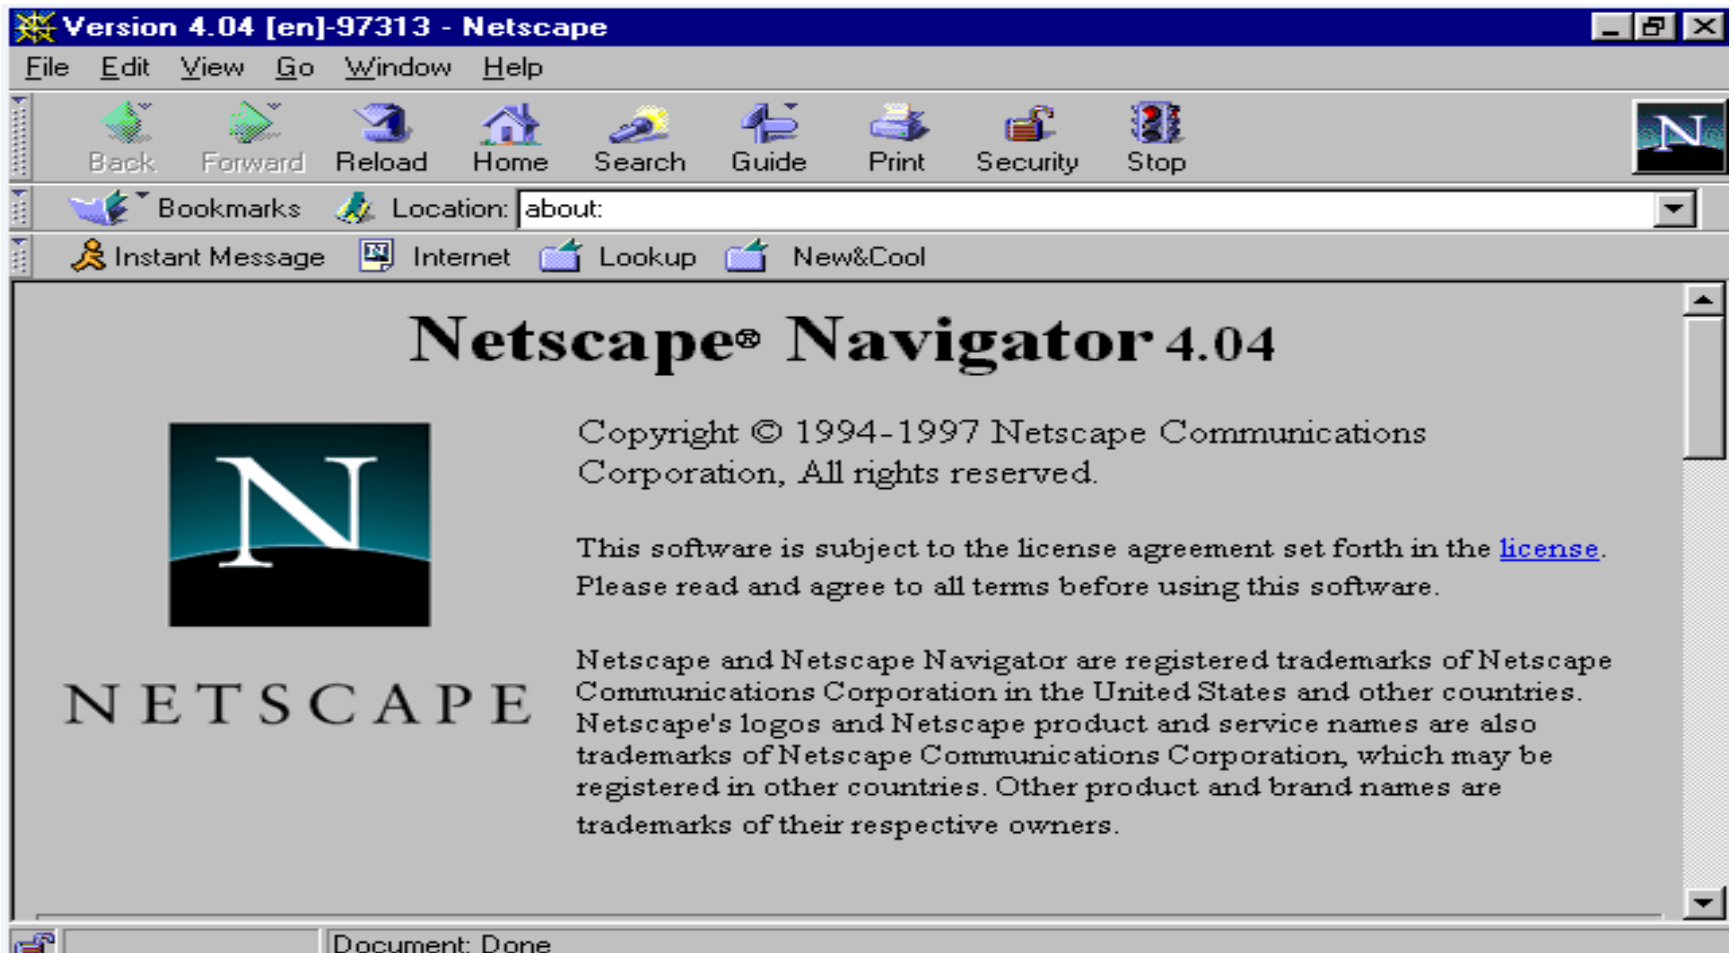 Version 4.04 [en]-97313 - Netscape
File Edit View Go Window Help
N
Back Forward Reload Home Search Guide Print Security Stop
Bookmarks Location: about:
Instant Message N Internet Lookup New&Cool
Netscape® Navigator 4.04
N
NETSCAPE
Copyright © 1994-1997 Netscape Communications
Corporation, All rights reserved.
This software is subject to the license agreement set forth in the license.
Please read and agree to all terms before using this software.
Netscape and Netscape Navigator are registered trademarks of Netscape
Communications Corporation in the United States and other countries.
Netscape's logos and Netscape product and service names are also
trademarks of Netscape Communications Corporation, which may be
registered in other countries. Other product and brand names are
trademarks of their respective owners.
Document: Done